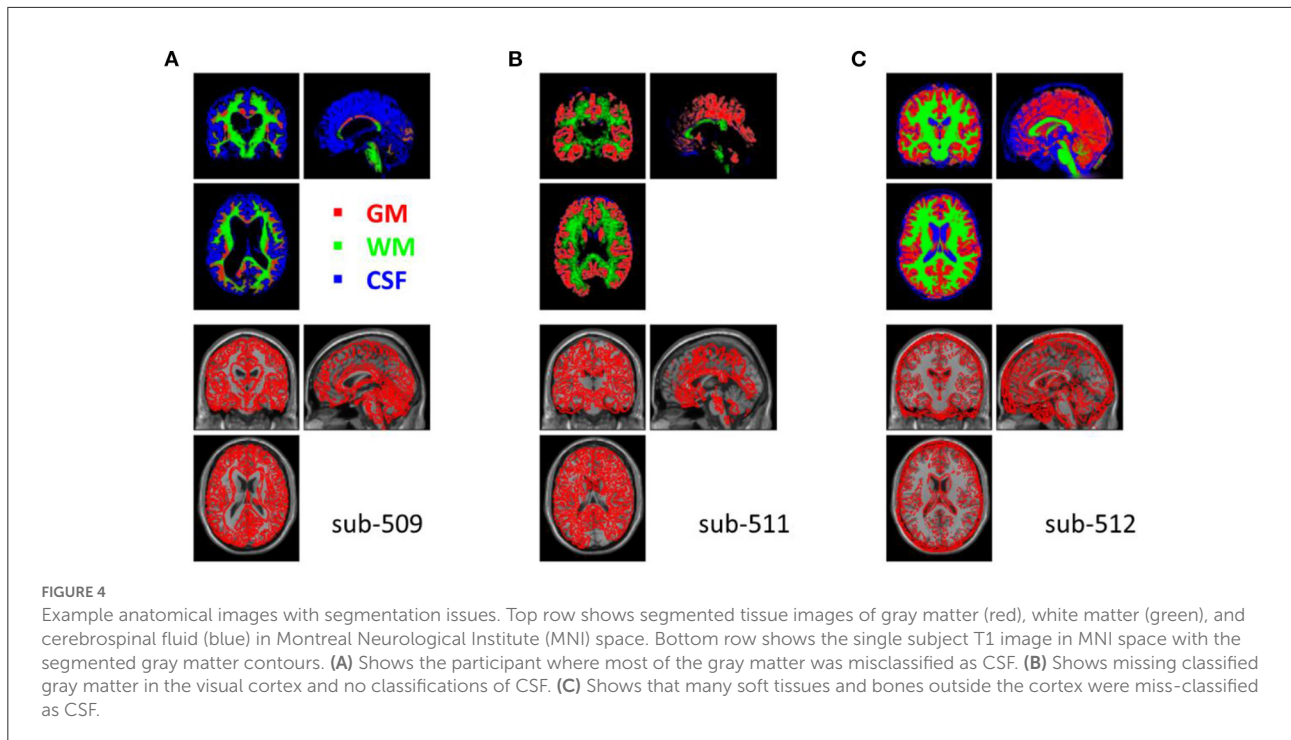 A
B
C
GM
WM
CSF
sub-509
sub-511
sub-512
FIGURE 4
Example anatomical images with segmentation issues. Top row shows segmented tissue images of gray matter (red), white matter (green), and
cerebrospinal fluid (blue) in Montreal Neurological Institute (MNI) space. Bottom row shows the single subject T1 image in MNI space with the
segmented gray matter contours. (A) Shows the participant where most of the gray matter was misclassified as CSF. (B) Shows missing classified
gray matter in the visual cortex and no classifications of CSF. (C) Shows that many soft tissues and bones outside the cortex were miss-classified
as CSF.